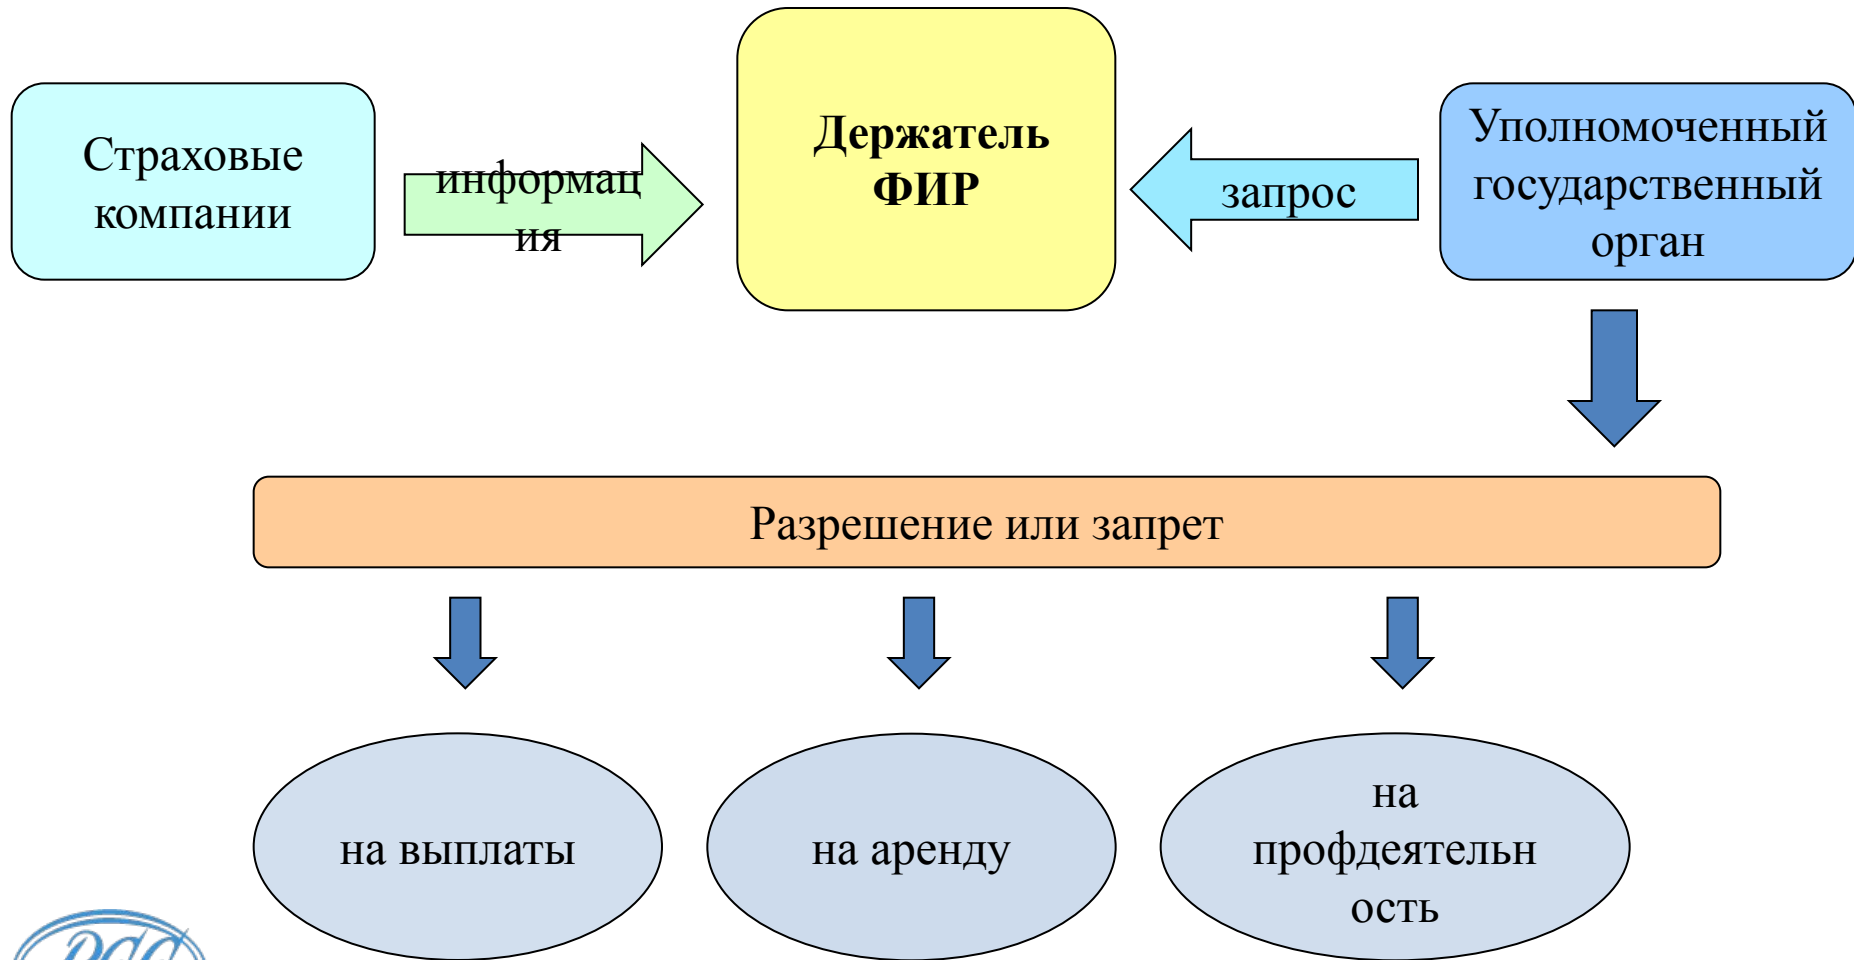 Страховые
компании
информац
ия
Держатель
ФИР
запрос
Уполномоченный
государственный
орган
Разрешение или запрет
на выплаты
на аренду
на
профдеятельн
ость